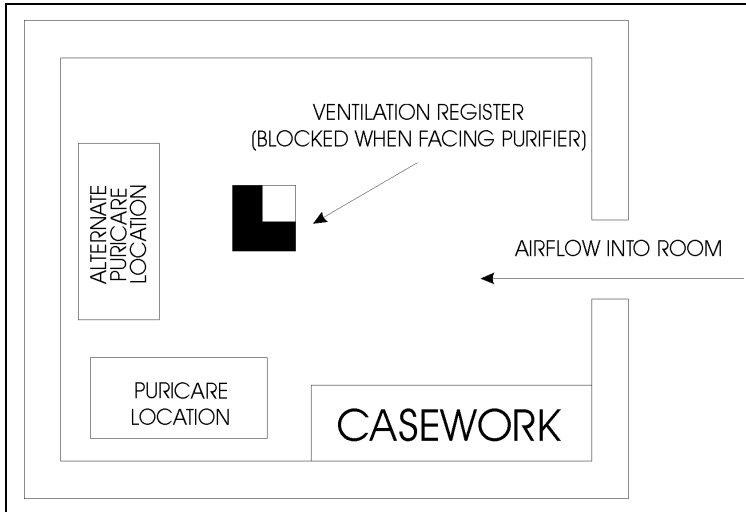 VENTILATION REGISTER
(BLOCKED WHEN FACING PURIFIER)
ALTERNATE
PURICARE
LOCATION
AIRFLOW INTO ROOM
PURICARE
LOCATION
CASEWORK